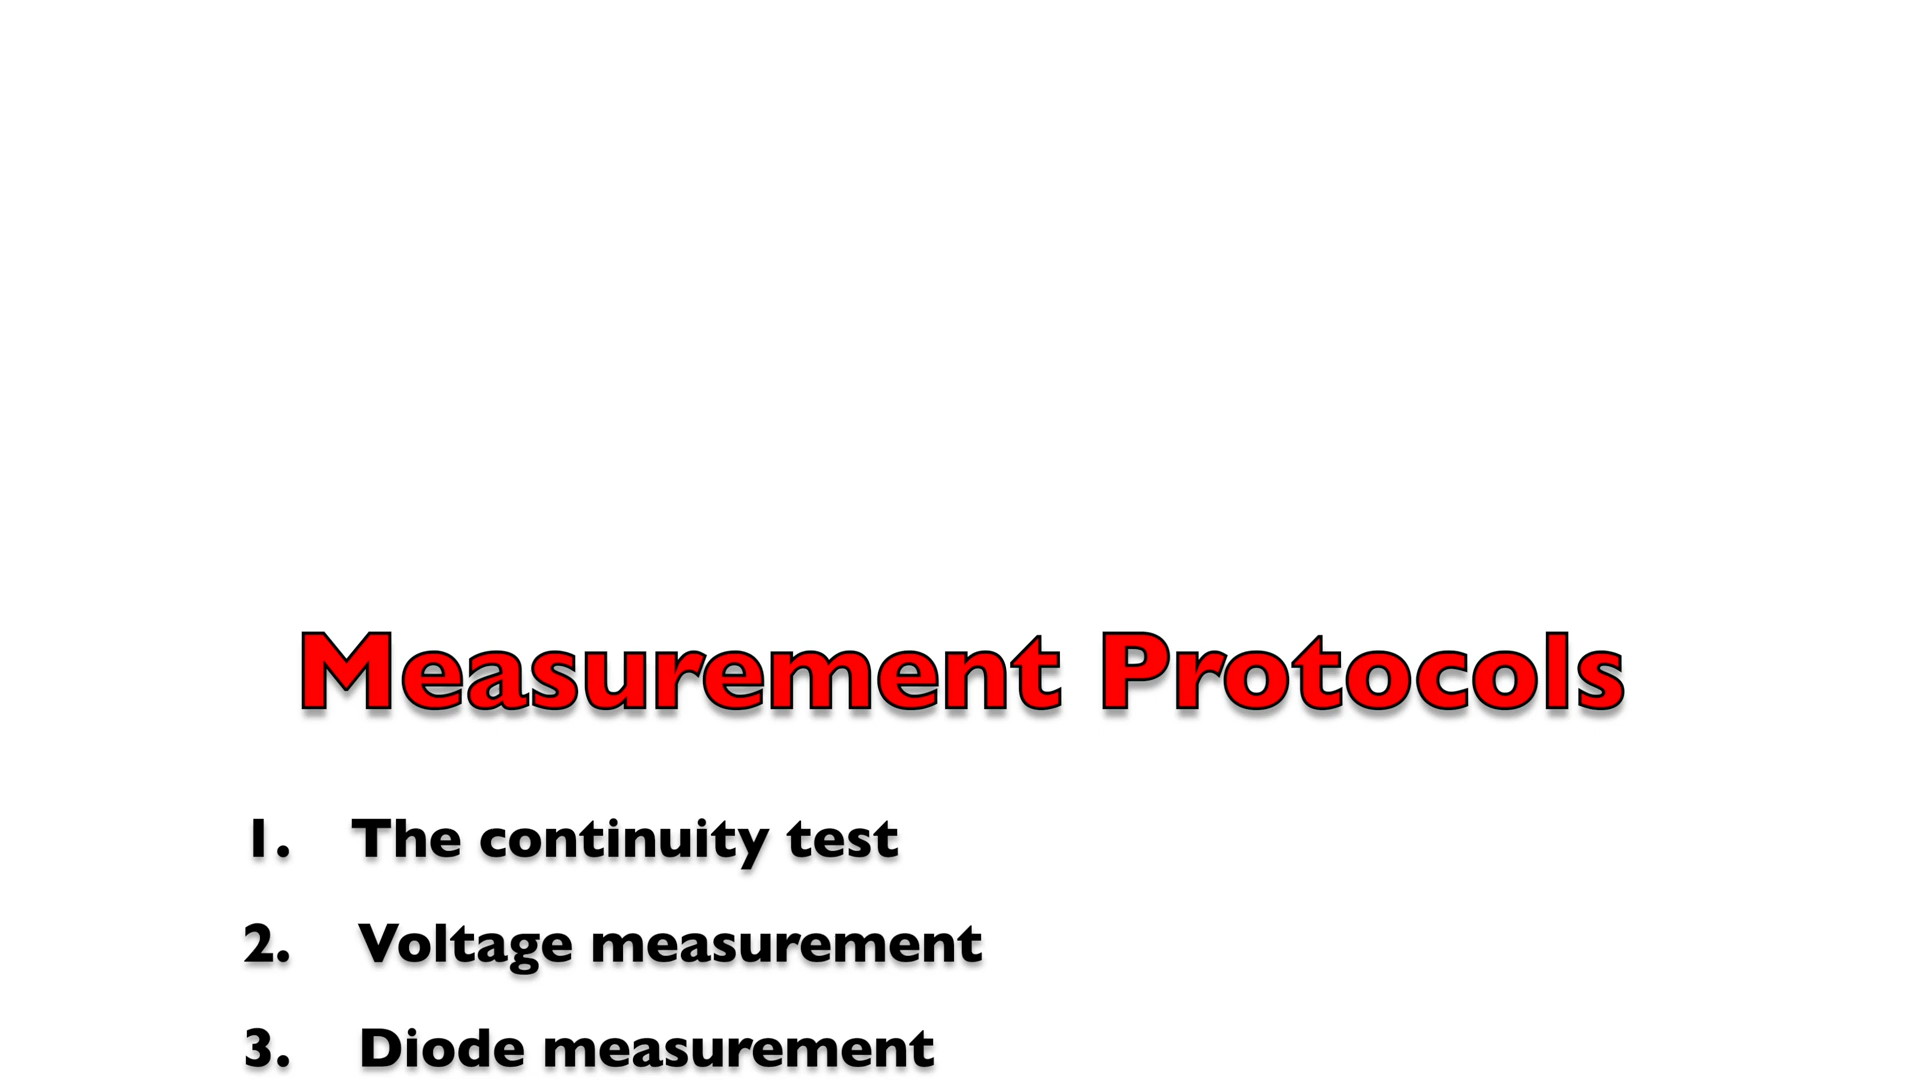 Measurement Protocols
1. The continuity test
2. Voltage measurement
3. Diode measurement